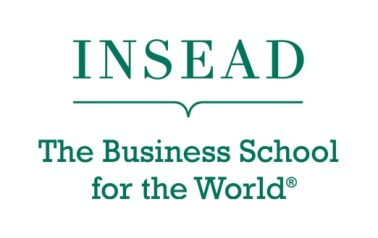 INSEAD
The Business School
for the World®